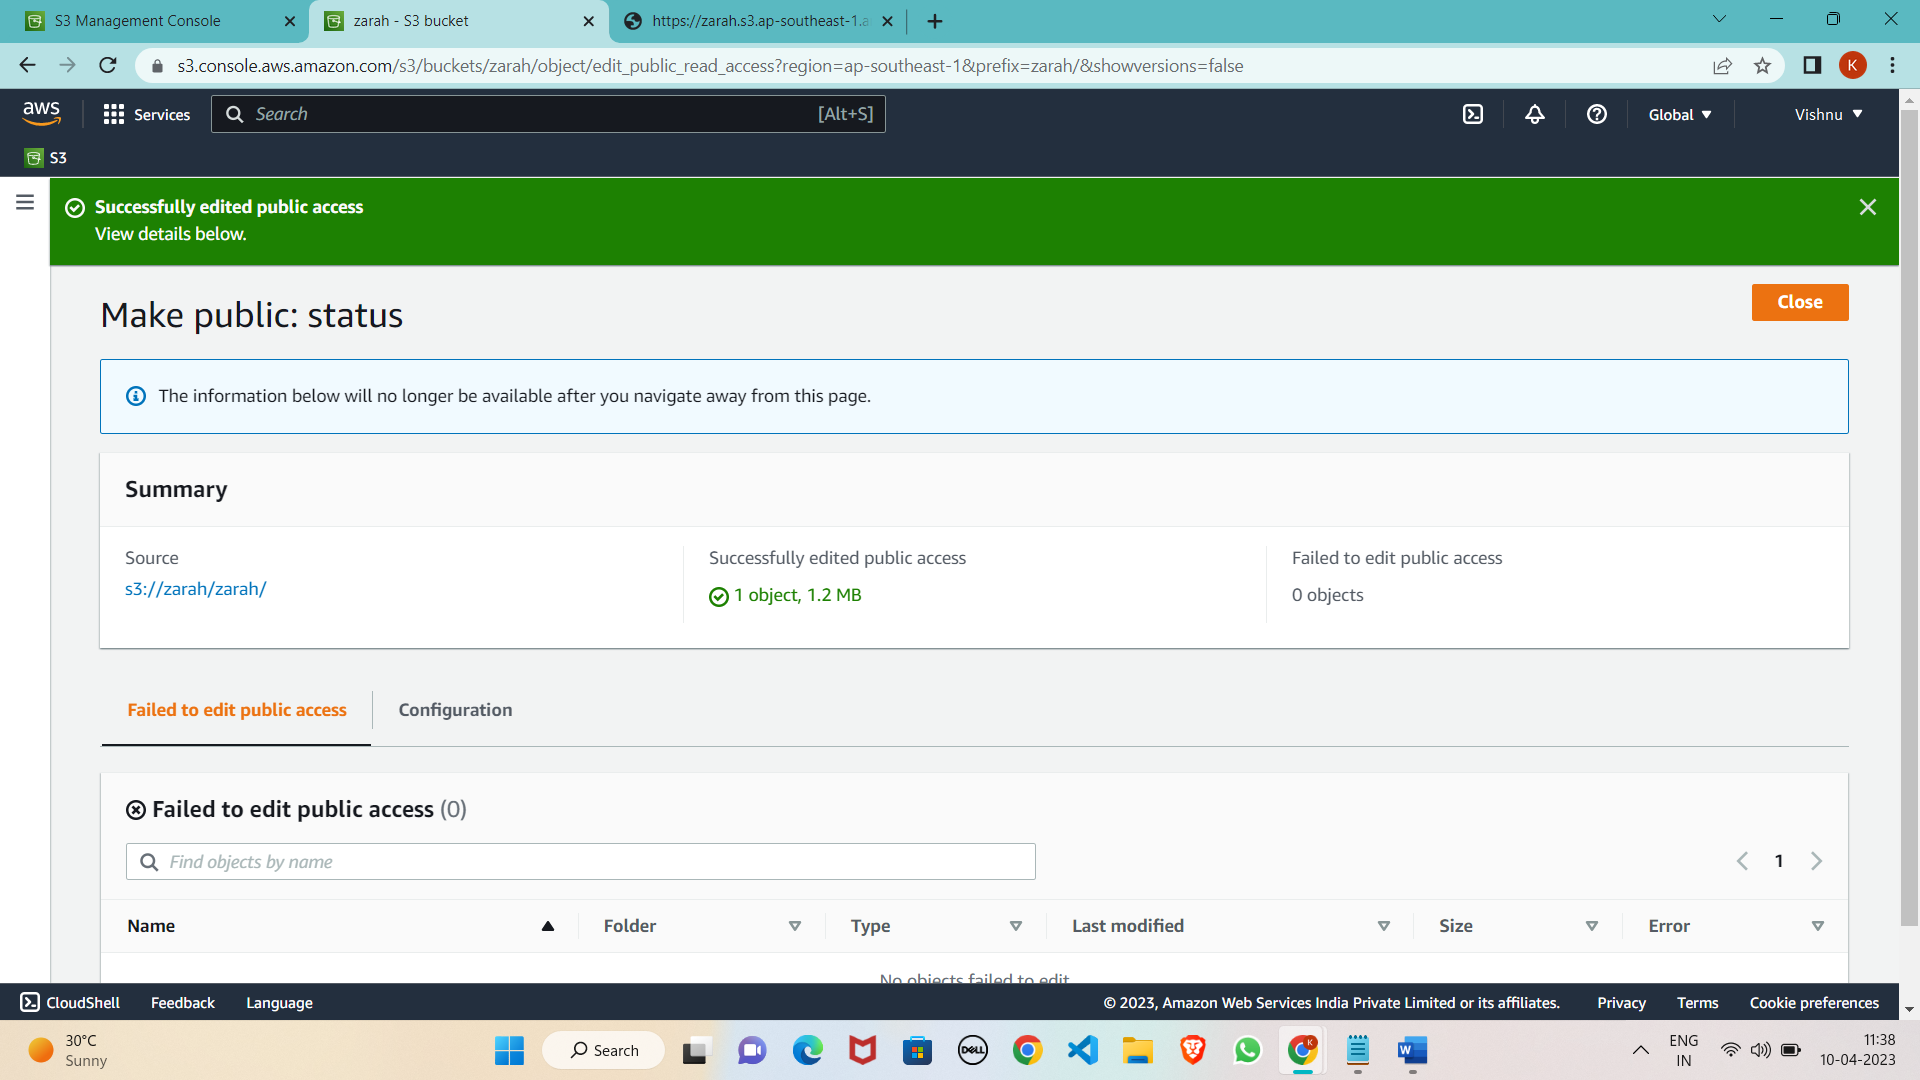 S3 Management Console
zarah - S3 bucket
https://zarah.s3.ap-southeast-1.a
s3.console.aws.amazon.com/s3/buckets/zarah/object/edit_public_read_access?region=ap-southeast-1&prefix=zarah/&showversions=false
K
aws
Services
Search
[Alt+S]
Global
Vishnu
S3
Successfully edited public access
View details below.
Make public: status
Close
The information below will no longer be available after you navigate away from this page.
Summary
Source
s3://zarah/zarah/
Successfully edited public access
1 object, 1.2 MB
Failed to edit public access
0 objects
Failed to edit public access
Configuration
Failed to edit public access (0)
Find objects by name
1
Name
Folder
Type
Last modified
Size
Error
No objects failed to edit
CloudShell
Feedback
Language
© 2023, Amazon Web Services India Private Limited or its affiliates.
Privacy
Terms
Cookie preferences
30°C
Sunny
Search
DELL
K
W
ENG
IN
11:38
10-04-2023